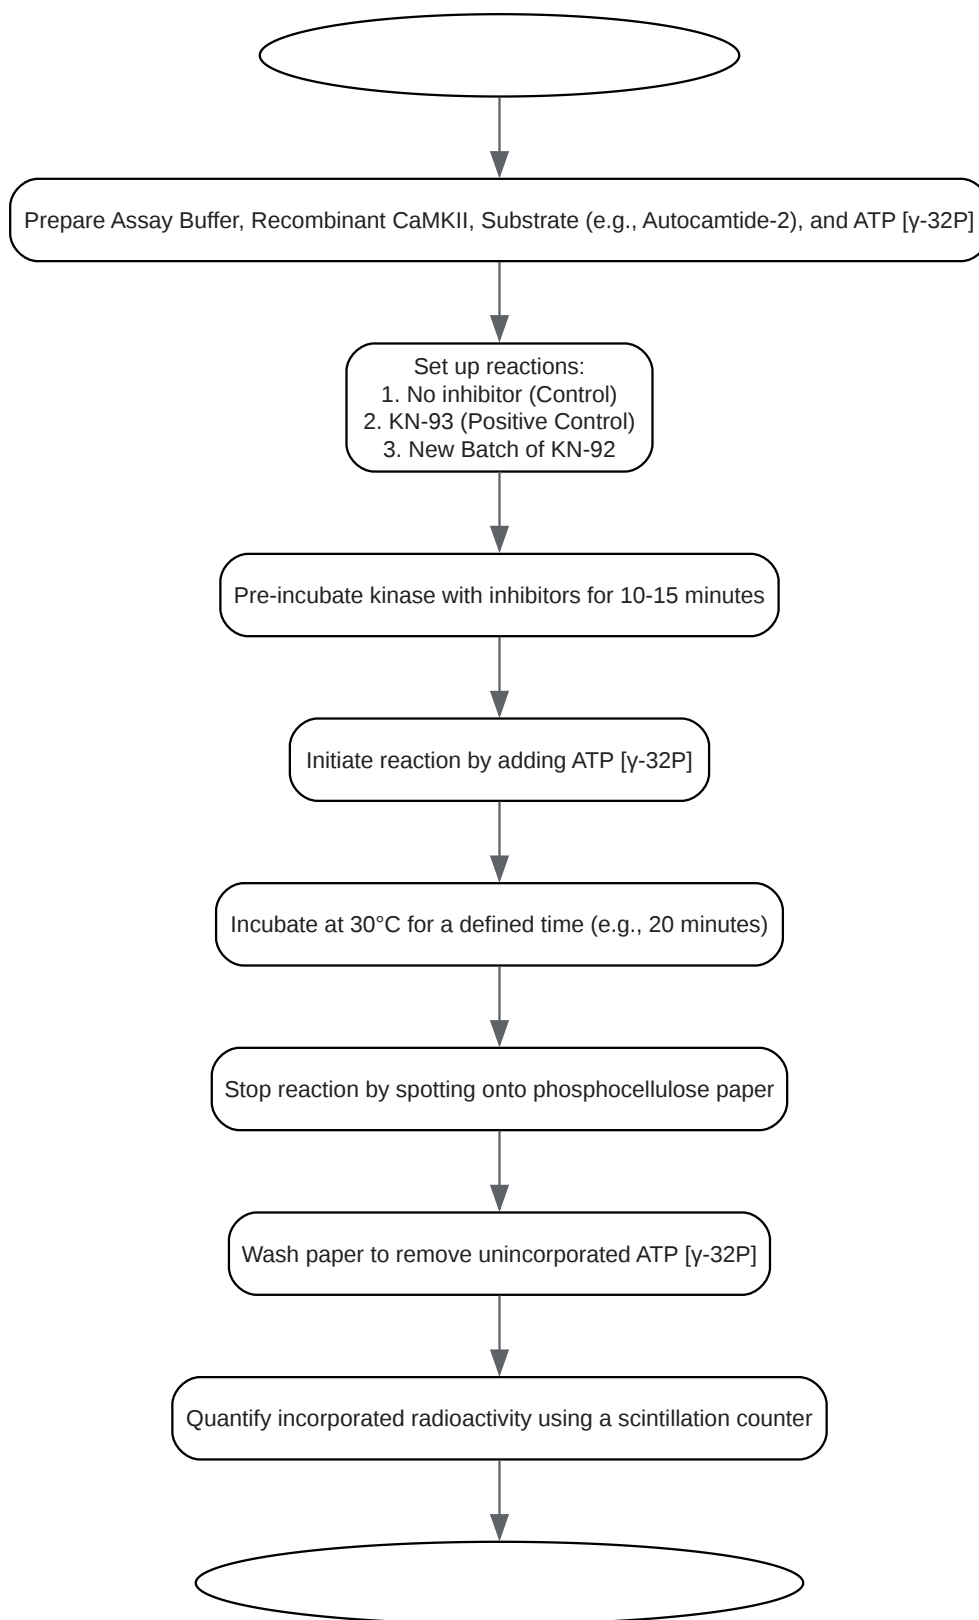 Prepare Assay Buffer, Recombinant CaMKII, Substrate (e.g., Autocamtide-2), and ATP [γ-32P]
Set up reactions:
1. No inhibitor (Control)
2. KN-93 (Positive Control)
3. New Batch of KN-92
Pre-incubate kinase with inhibitors for 10-15 minutes
Initiate reaction by adding ATP [γ-32P]
Incubate at 30°C for a defined time (e.g., 20 minutes)
Stop reaction by spotting onto phosphocellulose paper
Wash paper to remove unincorporated ATP [γ-32P]
Quantify incorporated radioactivity using a scintillation counter